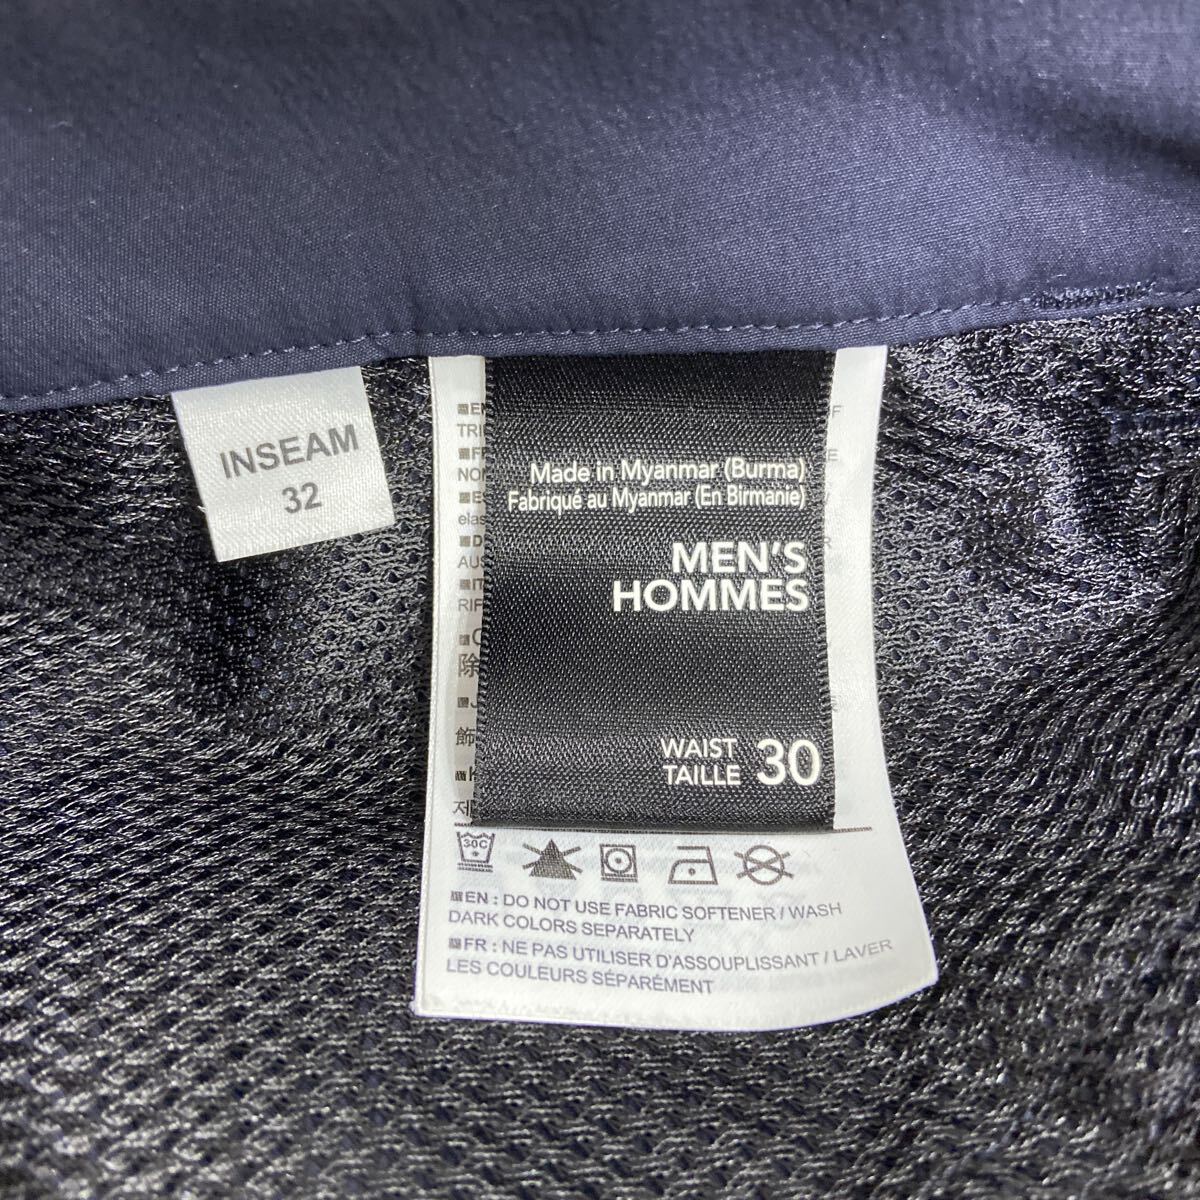 INSEAM
32
Made in Myanmar (Burma)
Fabriqué au Myanmar (En Birmanie)
MEN'S
HOMMES
WAIST
TAILLE 30
30C
EN : DO NOT USE FABRIC SOFTENER / WASH
DARK COLORS SEPARATELY
FR : NE PAS UTILISER D'ASSOUPLISSANT / LAVER
LES COULEURS SÉPARÉMENT